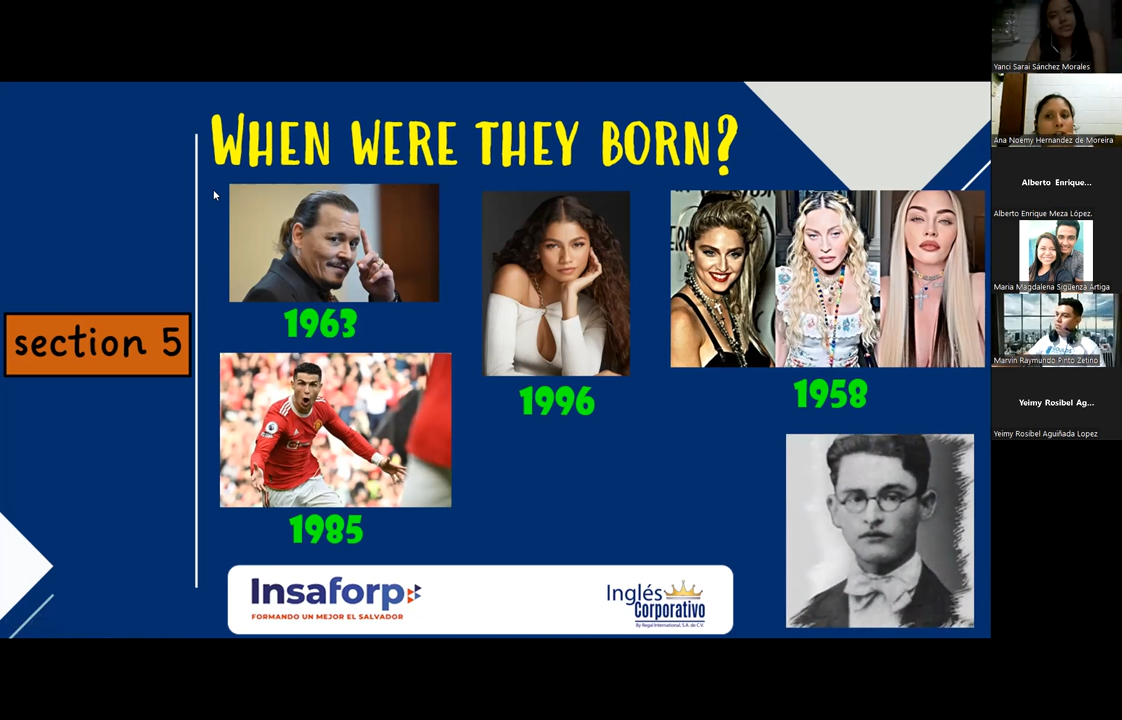 WHEN WERE THEY BORN?
section 5
1963
1996
1958
1985
Insaforp
FORMANDO UN MEJOR EL SALVADOR
Inglés
Corporativo
By Regal International, S.A. de C.V.
Yanci Sarai Sánchez Morales
Ana Noemy Hernandez de Moreira
Alberto Enrique...
Alberto Enrique Meza López.
Maria Magdalena Sigüenza Artiga
Marvin Raymundo Pinto Zetino
Yeimy Rosibel Ag...
Yeimy Rosibel Aguiñada Lopez